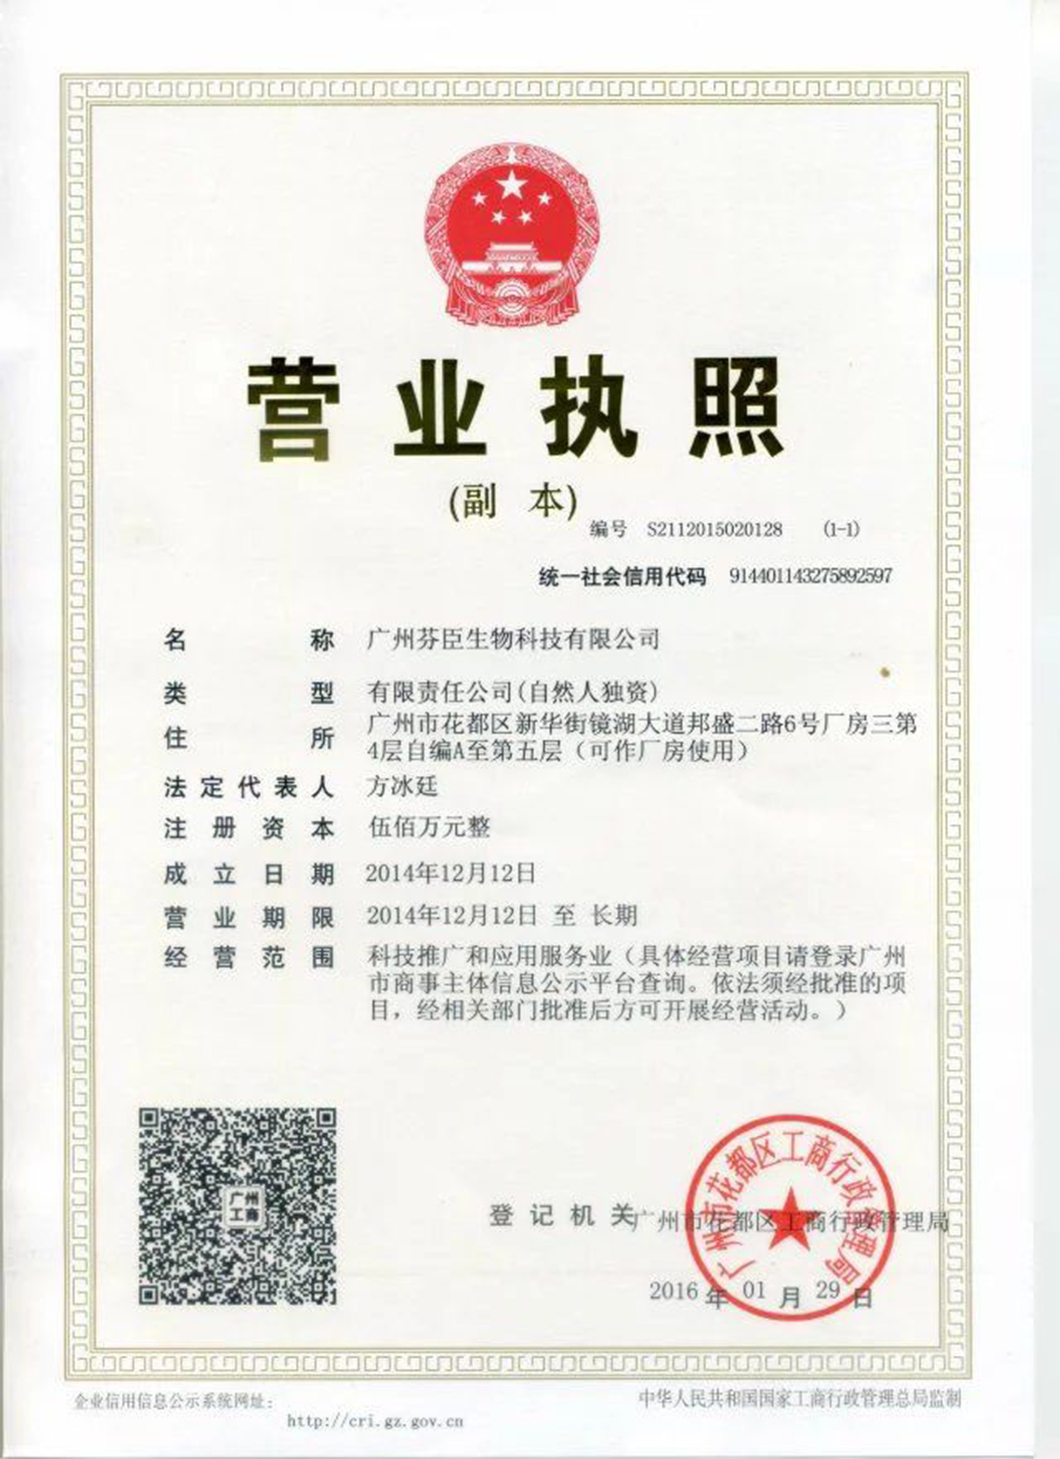 营业执照
(副 本)
编号 S2112015020128 (1-1)
统一社会信用代码 914401143275892597
名 称 广州芬臣生物科技有限公司
类 型 有限责任公司(自然人独资)
住 所 广州市花都区新华街镜湖大道邦盛二路6号厂房三第
4层自编A至第五层（可作厂房使用）
法定代表人 方冰廷
注册资本 伍佰万元整
成立日期 2014年12月12日
营业期限 2014年12月12日 至 长期
经营范围 科技推广和应用服务业（具体经营项目请登录广州
市商事主体信息公示平台查询。依法须经批准的项
目，经相关部门批准后方可开展经营活动。）
广州
工商
广州市花都区工商行政管理局
登记机关 广州市花都区工商行政管理局
2016 年 01 月 29 日
企业信用信息公示系统网址：
http://cri.gz.gov.cn
中华人民共和国国家工商行政管理总局监制